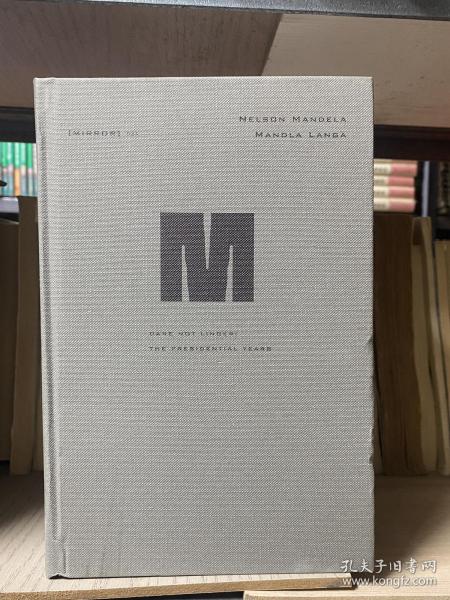 NELSON MANDELA
[MIRROR]
MANDLA LANGA
M
DARE NOT LINGER:
THE PRESIDENTIAL YEARS
孔夫子旧书网
www.kongfz.com